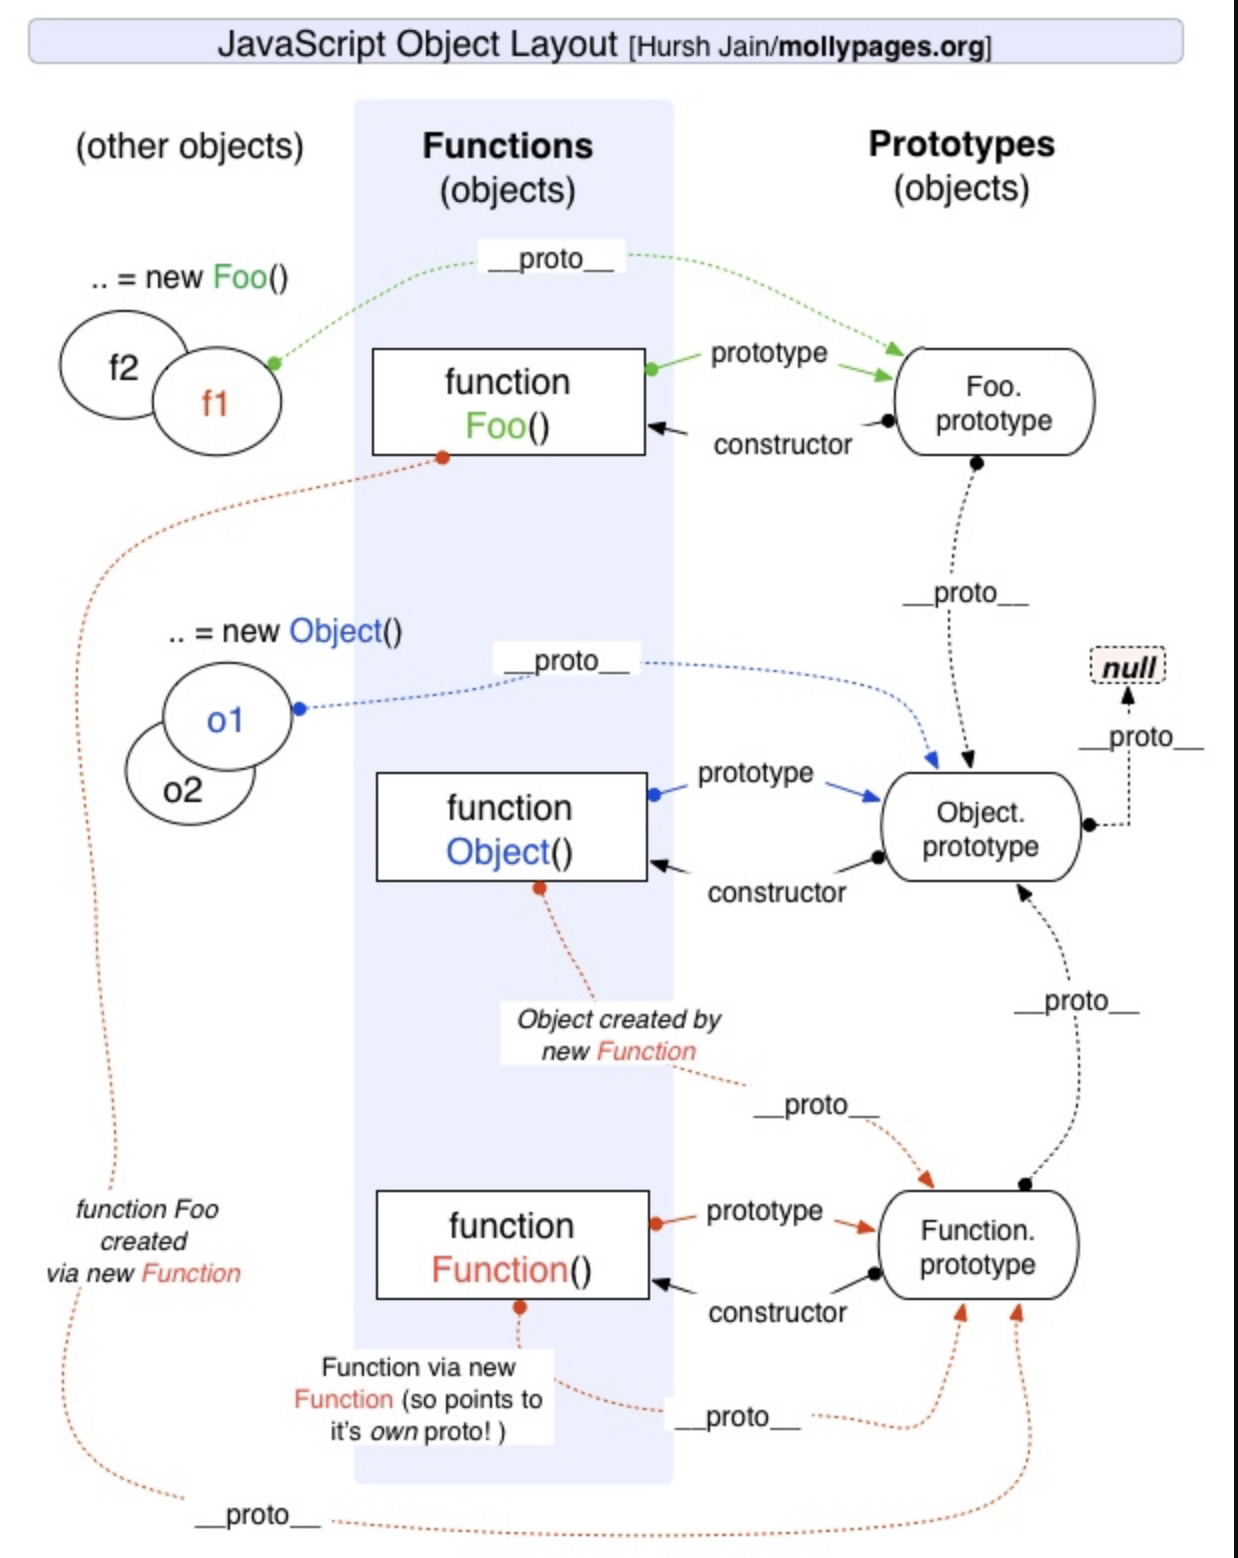 JavaScript Object Layout [Hursh Jain/mollypages.org]
(other objects)
Functions
(objects)
Prototypes
(objects)
__proto__
.. = new Foo()
f2
f1
function
Foo()
prototype
constructor
Foo.
prototype
__proto__
.. = new Object()
__proto__
null
__proto__
o1
o2
function
Object()
prototype
constructor
Object.
prototype
__proto__
Object created by
new Function
__proto__
function Foo
created
via new Function
function
Function()
prototype
constructor
Function.
prototype
Function via new
Function (so points to
it's own proto! )
__proto__
__proto__